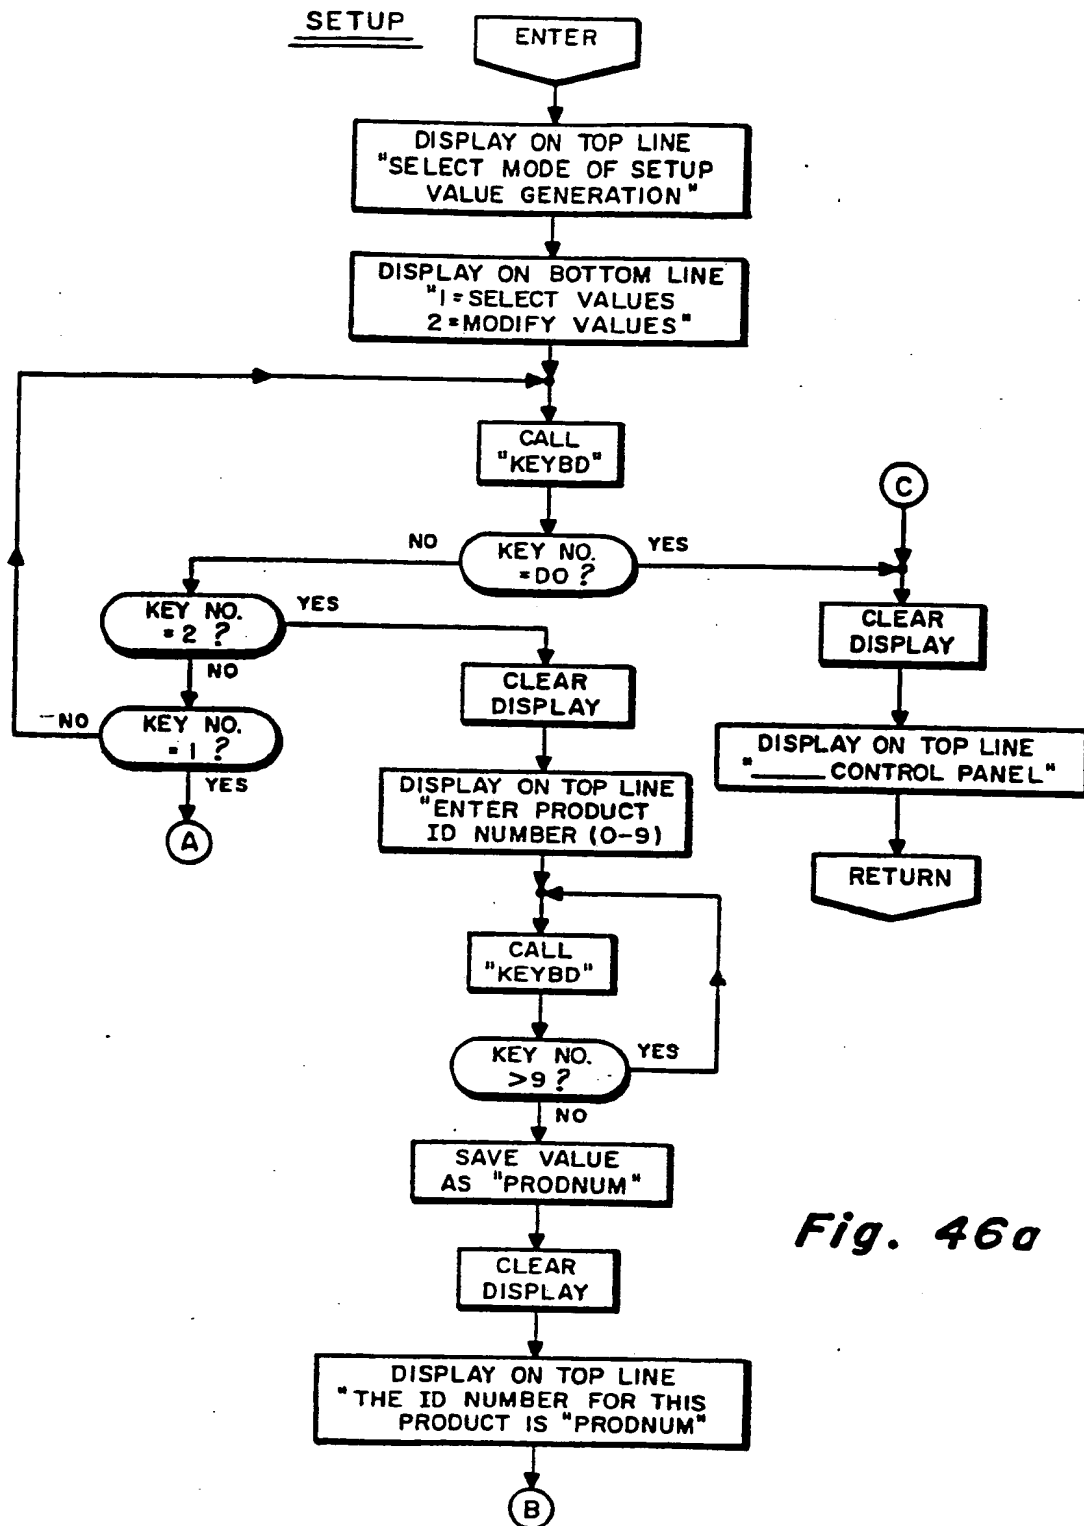 SETUP
ENTER
DISPLAY ON TOP LINE
"SELECT MODE OF SETUP
VALUE GENERATION"
DISPLAY ON BOTTOM LINE
"1=SELECT VALUES
2=MODIFY VALUES"
CALL
"KEYBD"
C
NO
KEY NO.
=DO?
YES
KEY NO.
=2?
YES
NO
CLEAR
DISPLAY
CLEAR
DISPLAY
NO
KEY NO.
=1?
YES
DISPLAY ON TOP LINE
"_____ CONTROL PANEL"
DISPLAY ON TOP LINE
"ENTER PRODUCT
ID NUMBER (0-9)
A
RETURN
CALL
"KEYBD"
KEY NO.
>9?
YES
NO
SAVE VALUE
AS "PRODNUM"
Fig. 46a
CLEAR
DISPLAY
DISPLAY ON TOP LINE
"THE ID NUMBER FOR THIS
PRODUCT IS "PRODNUM"
B